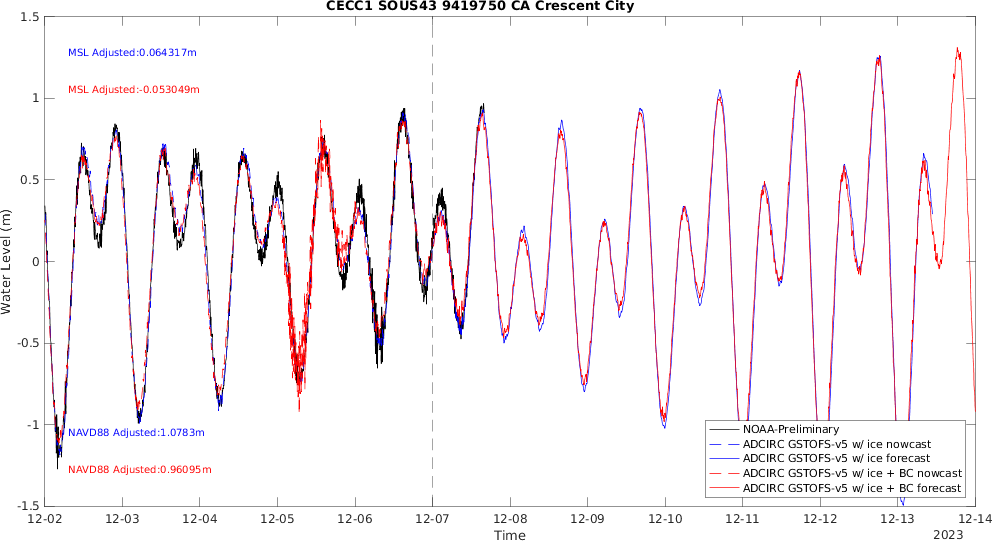 CECC1 SOUS43 9419750 CA Crescent City
MSL Adjusted:0.064317m
MSL Adjusted:-0.053049m
NAVD88 Adjusted:1.0783m
NAVD88 Adjusted:0.96095m
Water Level (m)
1.5
1
0.5
0
-0.5
-1
-1.5
NOAA-Preliminary
ADCIRC GSTOFS-v5 w/ ice nowcast
ADCIRC GSTOFS-v5 w/ ice forecast
ADCIRC GSTOFS-v5 w/ ice + BC nowcast
ADCIRC GSTOFS-v5 w/ ice + BC forecast
12-02 12-03 12-04 12-05 12-06 12-07 12-08 12-09 12-10 12-11 12-12 12-13 12-14
Time
2023